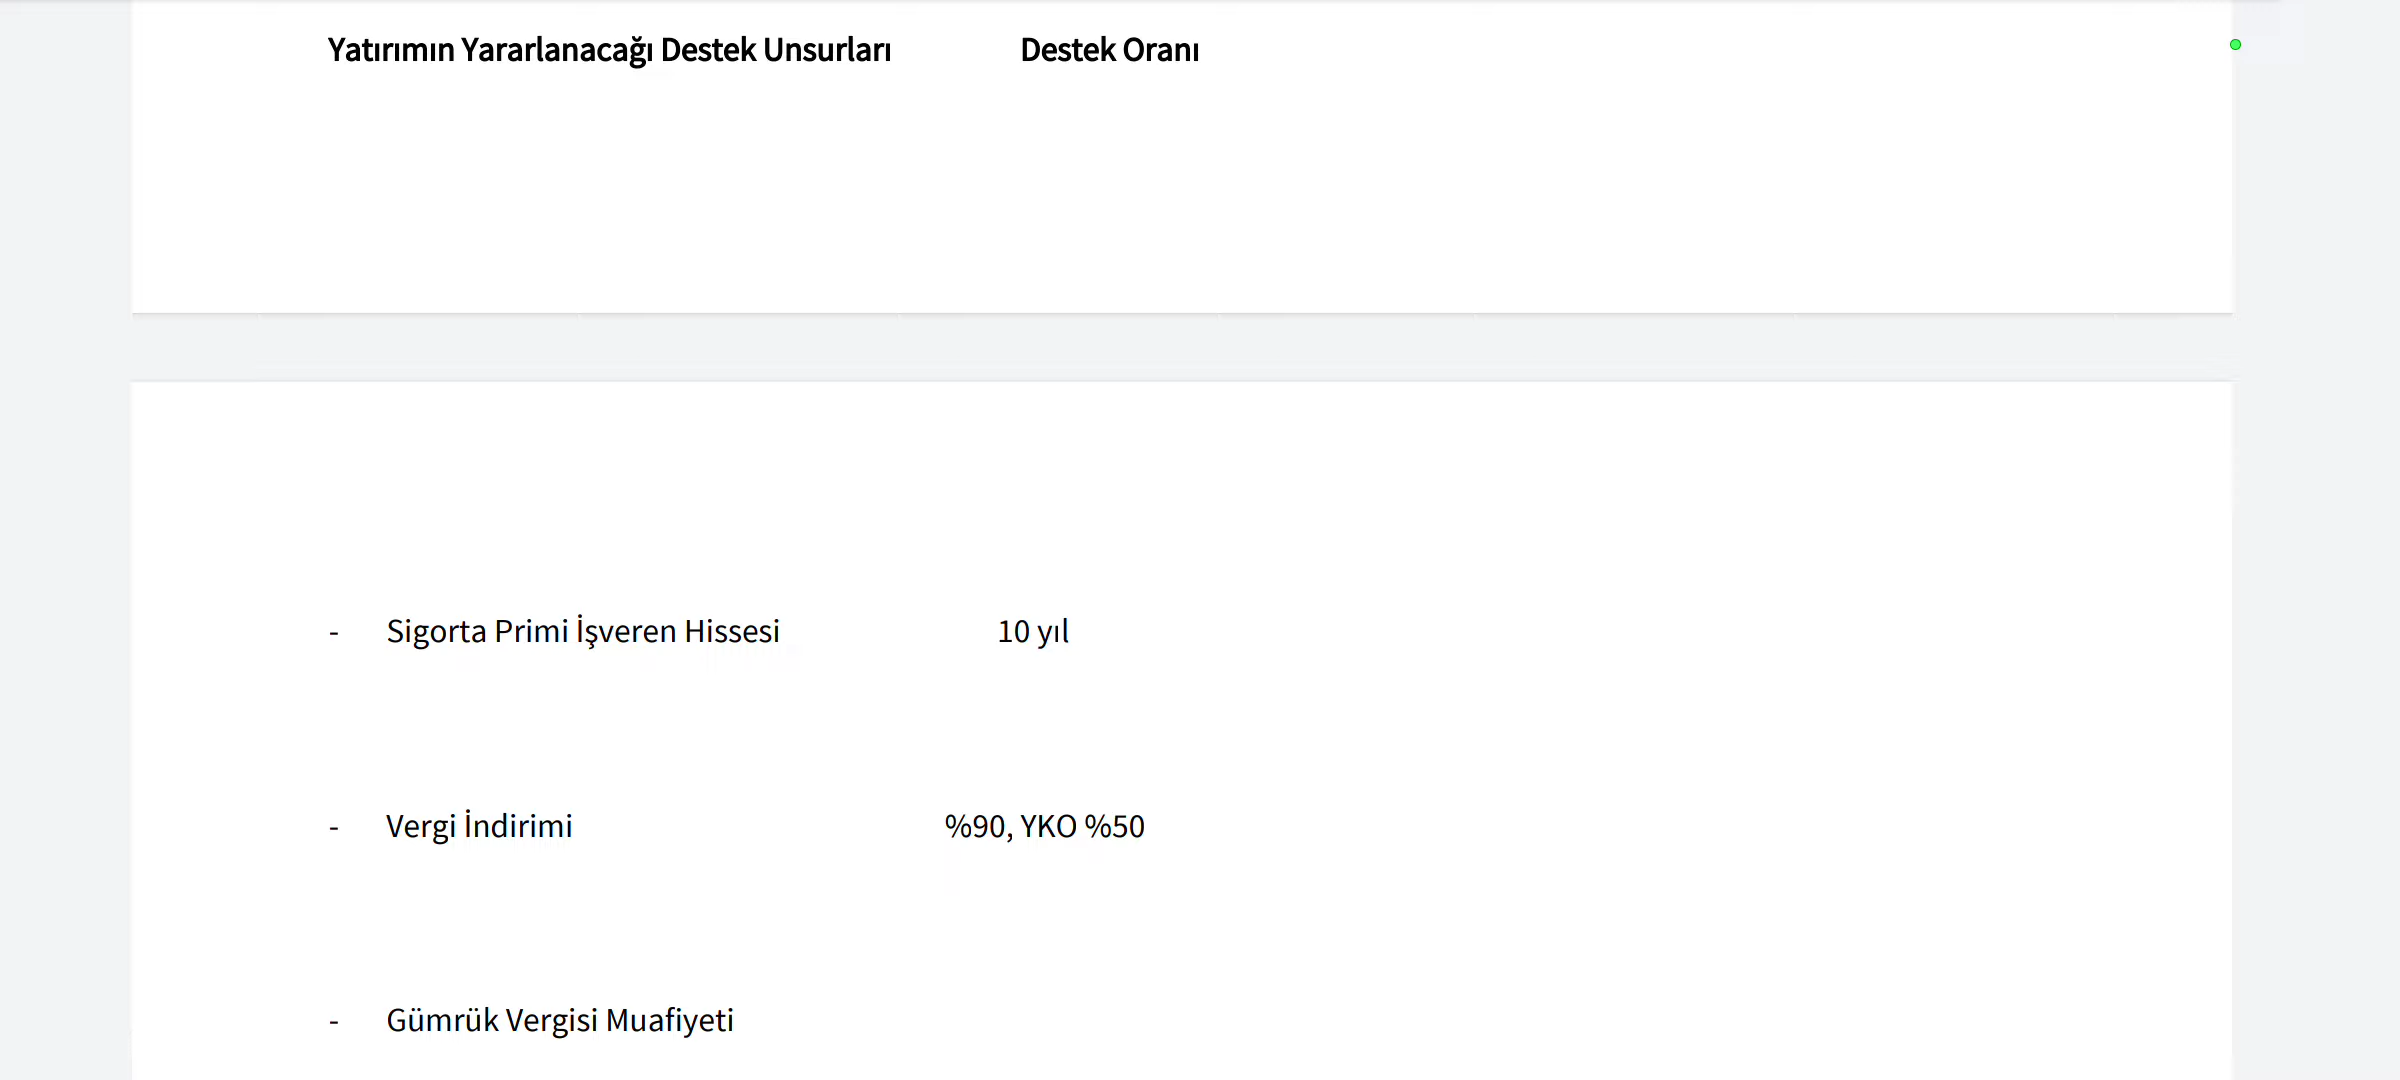 Yatırımın Yararlanacağı Destek Unsurları Destek Oranı
- Sigorta Primi İşveren Hissesi 10 yıl
- Vergi İndirimi %90, YKO %50
- Gümrük Vergisi Muafiyeti